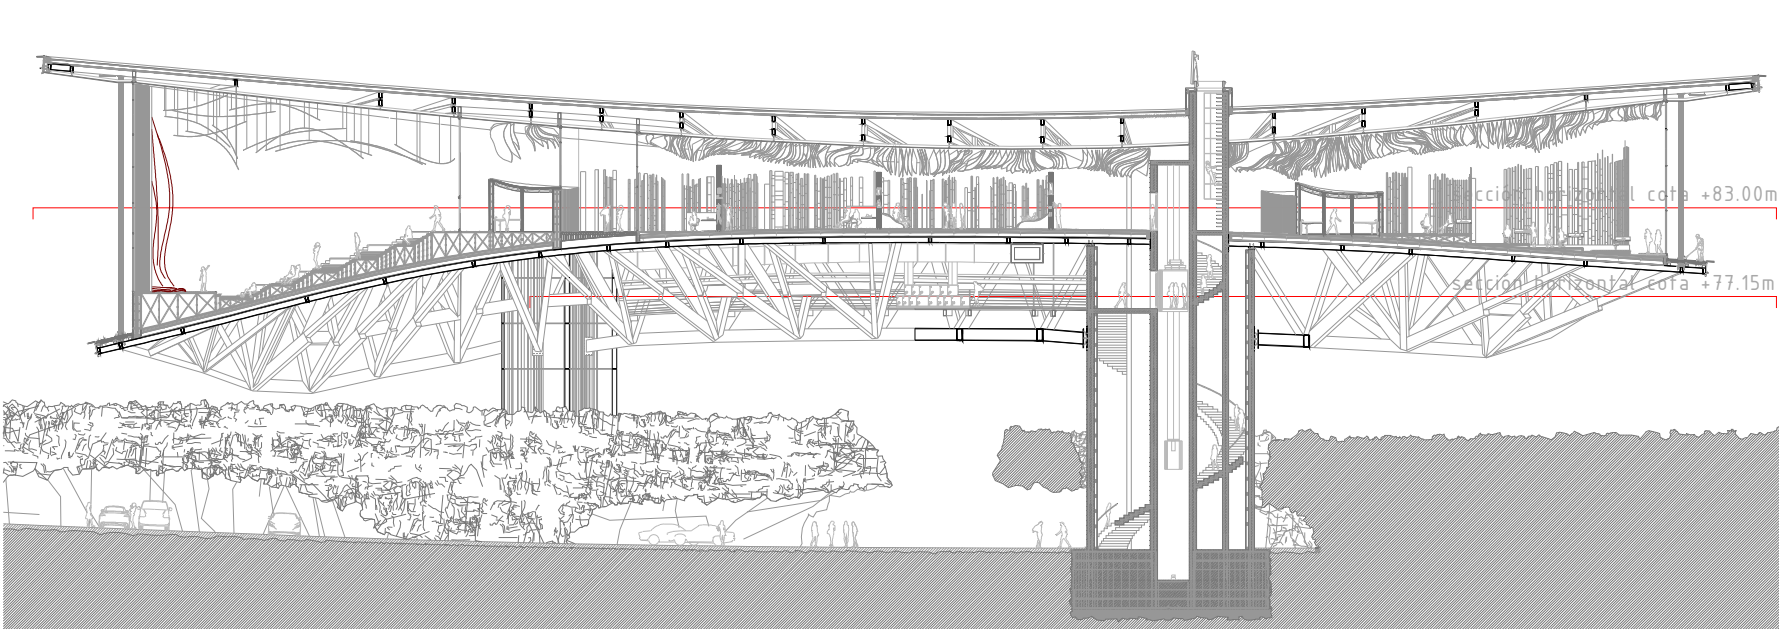 sección horizontal cota +83.00m
sección horizontal cota +77.15m